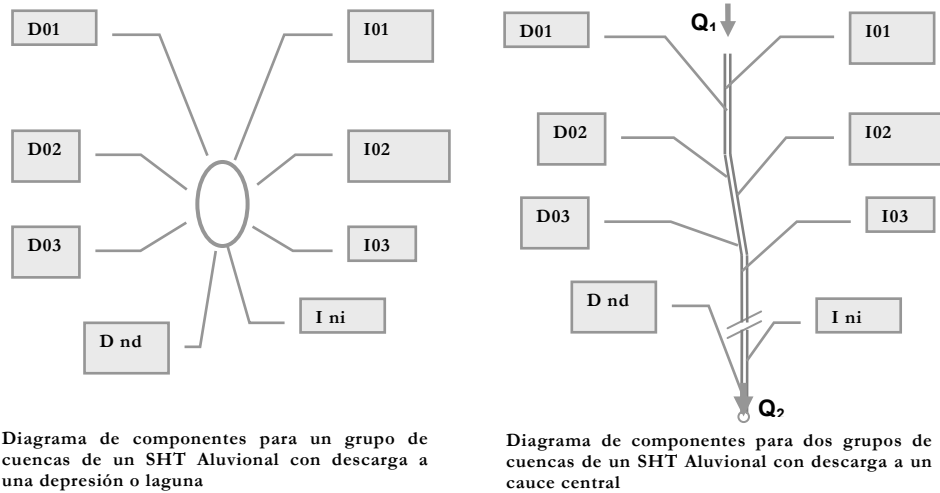 D01
I01
D02
I02
D03
I03
D nd
I ni
Diagrama de componentes para un grupo de
cuencas de un SHT Aluvional con descarga a
una depresión o laguna
Q₁
D01
I01
D02
I02
D03
I03
D nd
I ni
Q₂
Diagrama de componentes para dos grupos de
cuencas de un SHT Aluvional con descarga a un
cauce central